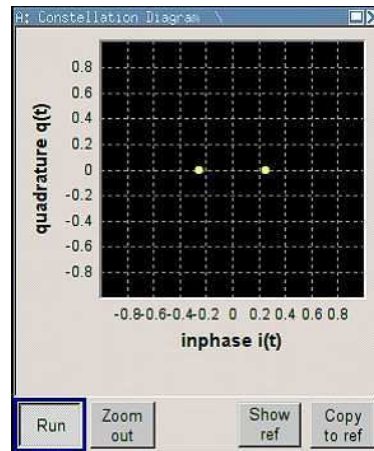 A: Constellation Diagram
0.8
0.6
0.4
0.2
0
-0.2
-0.4
-0.6
-0.8
quadrature q(t)
-0.8-0.6-0.4-0.2 0 0.2 0.4 0.6 0.8
inphase i(t)
Run
Zoom out
Show ref
Copy to ref